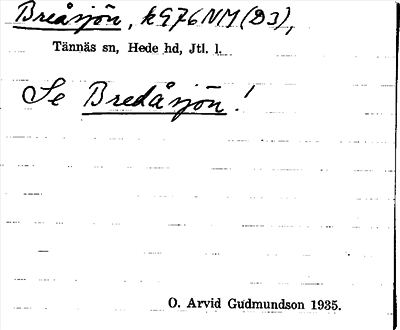 Breåsjön, k976NM(D3),
Tännäs sn, Hede hd, Jtl. l.
Se Bredåsjön!
O. Arvid Gudmundson 1935.